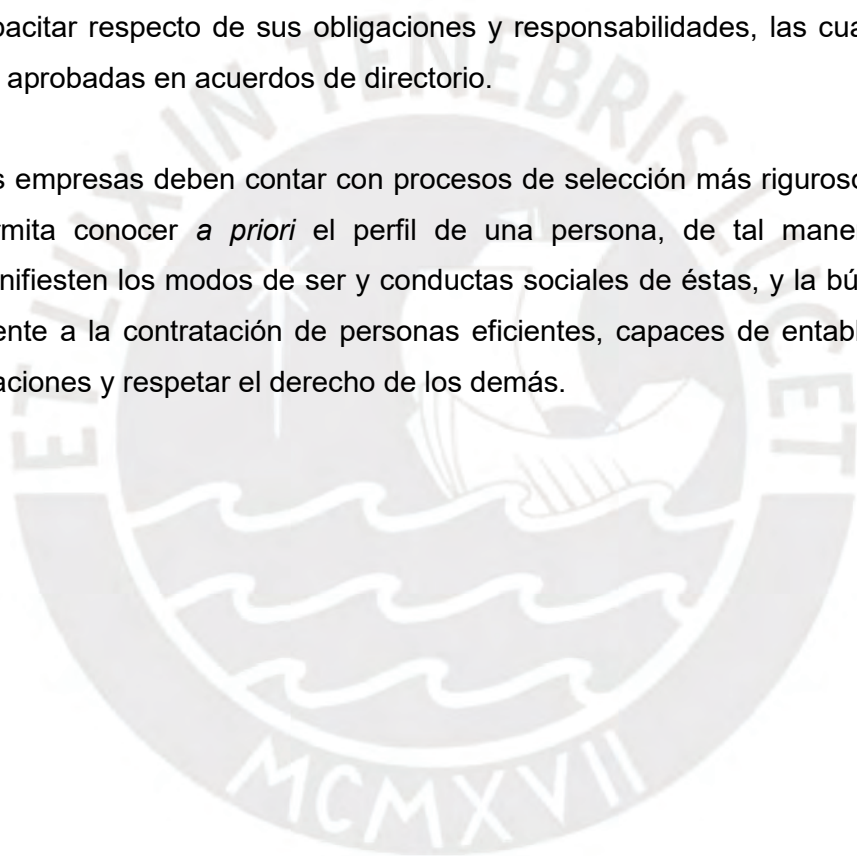 pacitar respecto de sus obligaciones y responsabilidades, las cua
aprobadas en acuerdos de directorio.
s empresas deben contar con procesos de selección más riguroso
rmita conocer a priori el perfil de una persona, de tal mane
nifiesten los modos de ser y conductas sociales de éstas, y la bú
ente a la contratación de personas eficientes, capaces de entabl
aciones y respetar el derecho de los demás.
ET LUX IN TENEBRIS LUCET
MCMXVII